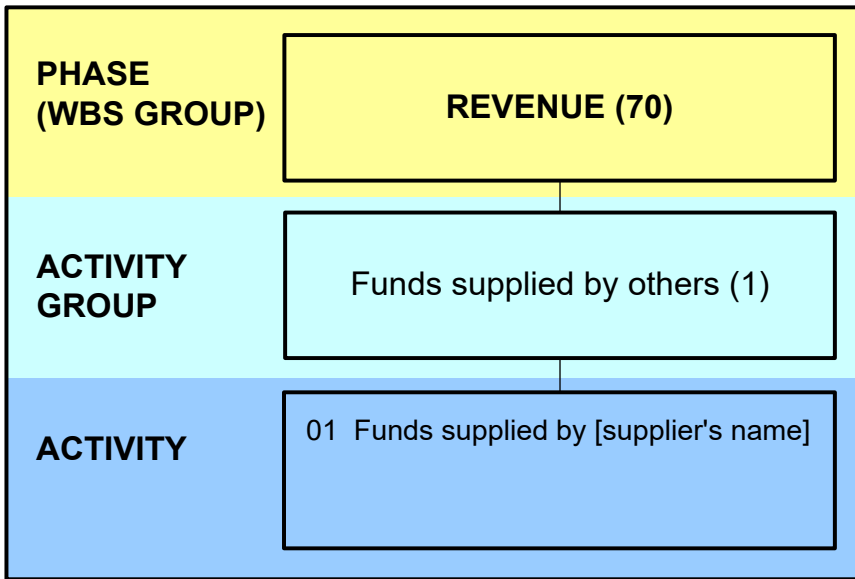 PHASE
(WBS GROUP)
REVENUE (70)
ACTIVITY
GROUP
Funds supplied by others (1)
ACTIVITY
01 Funds supplied by [supplier's name]